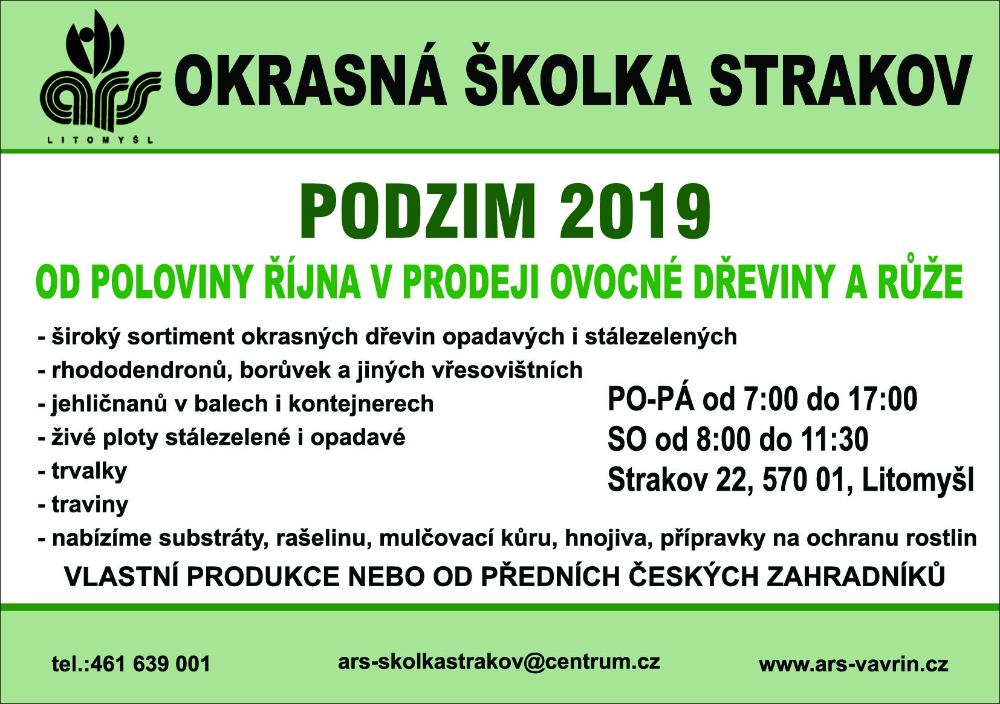 ars
LITOMYŠL
OKRASNÁ ŠKOLKA STRAKOV
PODZIM 2019
OD POLOVINY ŘÍJNA V PRODEJI OVOCNÉ DŘEVINY A RŮŽE
- široký sortiment okrasných dřevin opadavých i stálezelených
- rhododendronů, borůvek a jiných vřesovištních
- jehličnanů v balech i kontejnerech
- živé ploty stálezelené i opadavé
- trvalky
- traviny
- nabízíme substráty, rašelinu, mulčovací kůru, hnojiva, přípravky na ochranu rostlin
PO-PÁ od 7:00 do 17:00
SO od 8:00 do 11:30
Strakov 22, 570 01, Litomyšl
VLASTNÍ PRODUKCE NEBO OD PŘEDNÍCH ČESKÝCH ZAHRADNÍKŮ
tel.:461 639 001
ars-skolkastrakov@centrum.cz
www.ars-vavrin.cz